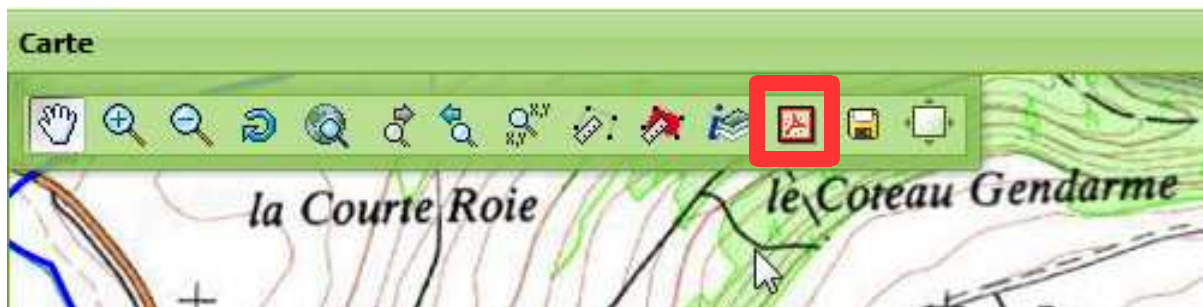 Carte
x,y
x,y
la Courte Roie
le Coteau Gendarme